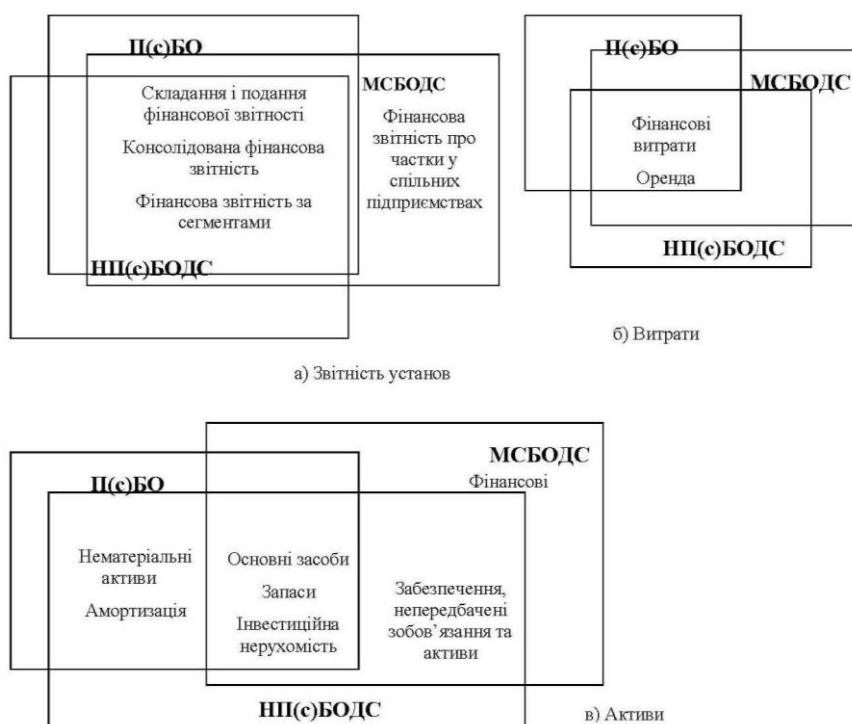 П(с)БО
МСБОДС
Складання і подання
фінансової звітності
Консолідована фінансова
звітність
Фінансова звітність за
сегментами
Фінансова
звітність про
частки у
спільних
підприємствах
НП(с)БОДС
а) Звітність установ
П(с)БО
МСБОДС
Фінансові
витрати
Оренда
НП(с)БОДС
б) Витрати
МСБОДС
Фінансові
П(с)БО
Нематеріальні
активи
Амортизація
Основні засоби
Запаси
Інвестиційна
нерухомість
Забезпечення,
непередбачені
зобов’язання та
активи
НП(с)БОДС
в) Активи